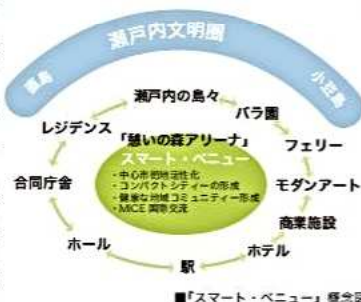 瀬戸内文明圏
直島
小豆島
瀬戸内の島々
バラ園
レジデンス
フェリー
「憩いの森アリーナ」
スマート・ベニュー
・中心市街地活性化
・コンパクトシティーの形成
・健康な地域コミュニティー形成
・MICE 国際交流
合同庁舎
モダンアート
商業施設
ホール
ホテル
駅
■『スマート・ベニュー』概念図